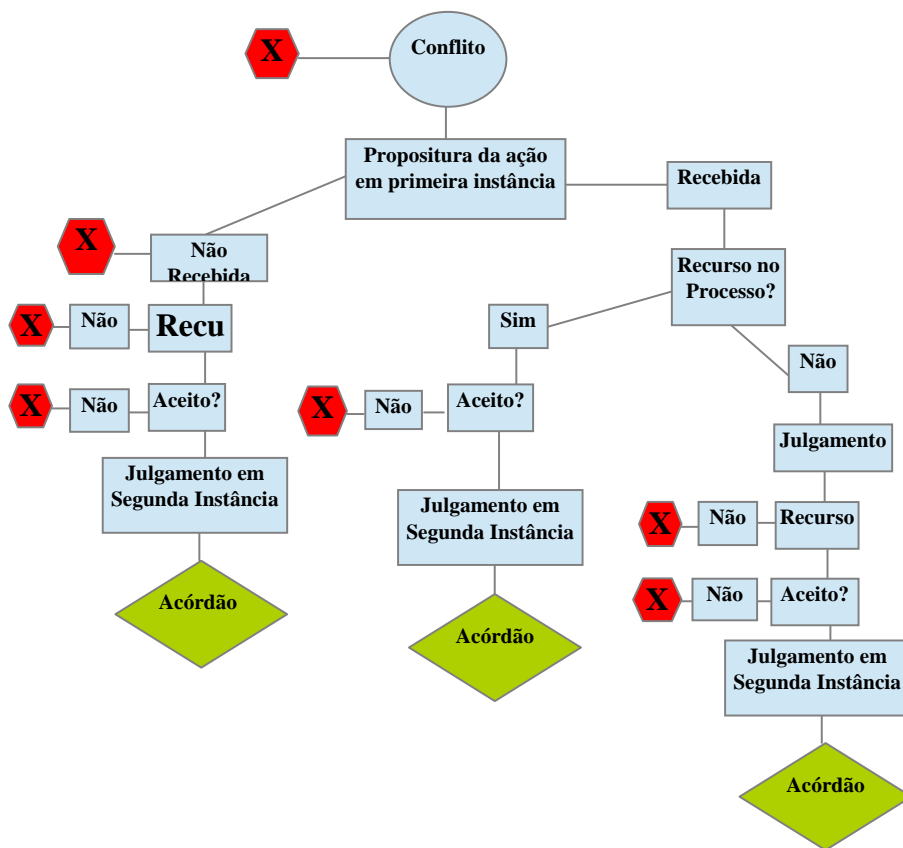 X
Conflito
Propositura da ação
em primeira instância
Recebida
X
Não
Recebida
Recurso no
Processo?
X
Não
Recu
Sim
Não
X
Não
Aceito?
X
Não
Aceito?
Julgamento
Julgamento em
Segunda Instância
Julgamento em
Segunda Instância
X
Não
Recurso
X
Não
Aceito?
Acórdão
Acórdão
Julgamento em
Segunda Instância
Acórdão